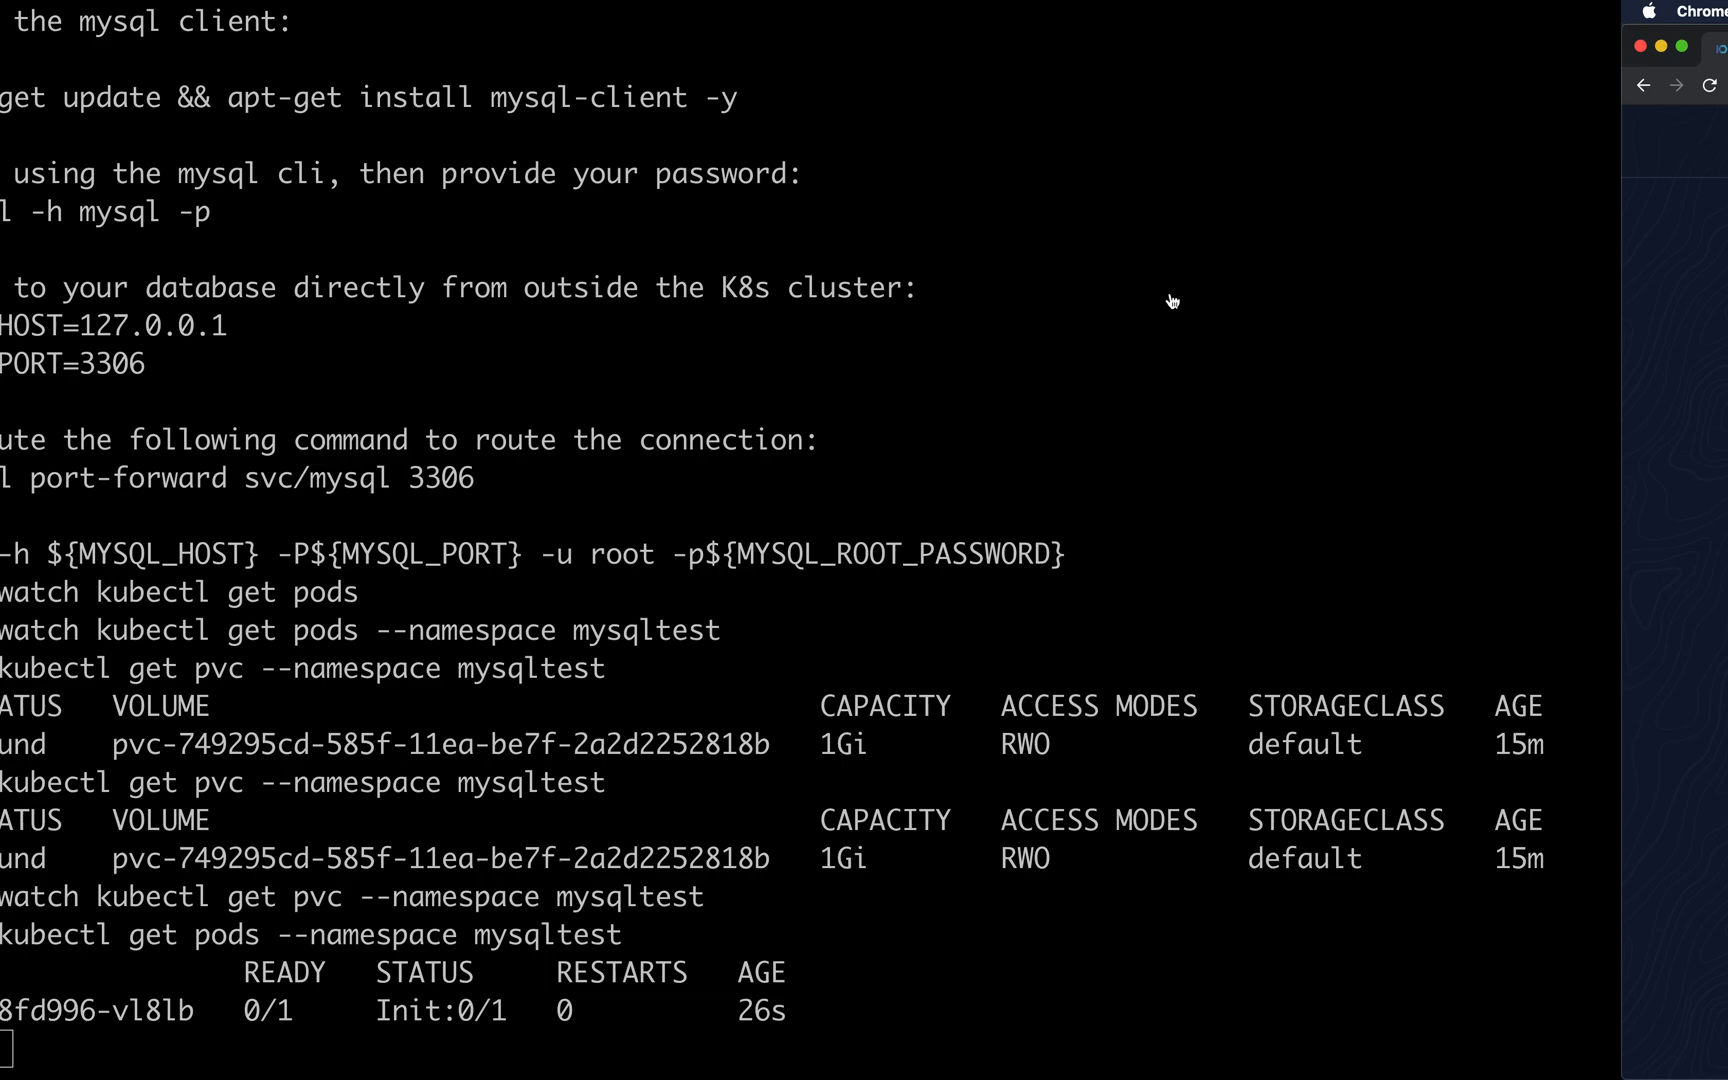 the mysql client:
get update && apt-get install mysql-client -y
using the mysql cli, then provide your password:
l -h mysql -p
to your database directly from outside the K8s cluster:
HOST=127.0.0.1
PORT=3306
ute the following command to route the connection:
l port-forward svc/mysql 3306
-h ${MYSQL_HOST} -P${MYSQL_PORT} -u root -p${MYSQL_ROOT_PASSWORD}
watch kubectl get pods
watch kubectl get pods --namespace mysqltest
kubectl get pvc --namespace mysqltest
ATUS VOLUME CAPACITY ACCESS MODES STORAGECLASS AGE
und pvc-749295cd-585f-11ea-be7f-2a2d2252818b 1Gi RWO default 15m
kubectl get pvc --namespace mysqltest
ATUS VOLUME CAPACITY ACCESS MODES STORAGECLASS AGE
und pvc-749295cd-585f-11ea-be7f-2a2d2252818b 1Gi RWO default 15m
watch kubectl get pvc --namespace mysqltest
kubectl get pods --namespace mysqltest
READY STATUS RESTARTS AGE
8fd996-vl8lb 0/1 Init:0/1 0 26s
Chrome